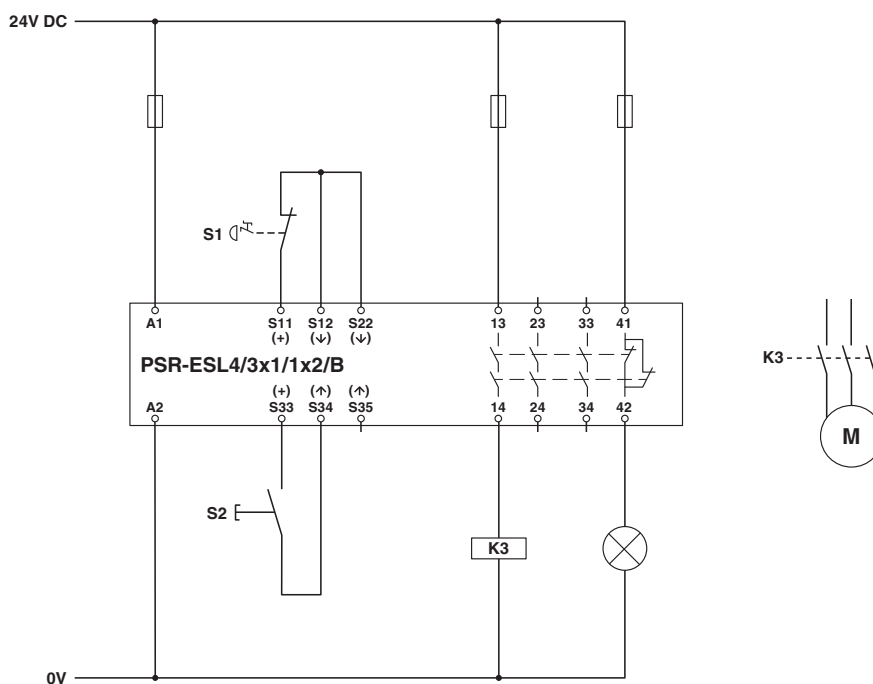 24V DC
S1
A1 S11 S12 S22 13 23 33 41
(+) (↓) (↓)
PSR-ESL4/3x1/1x2/B
(+) (↑) (↑)
A2 S33 S34 S35 14 24 34 42
K3
M
S2
K3
0V